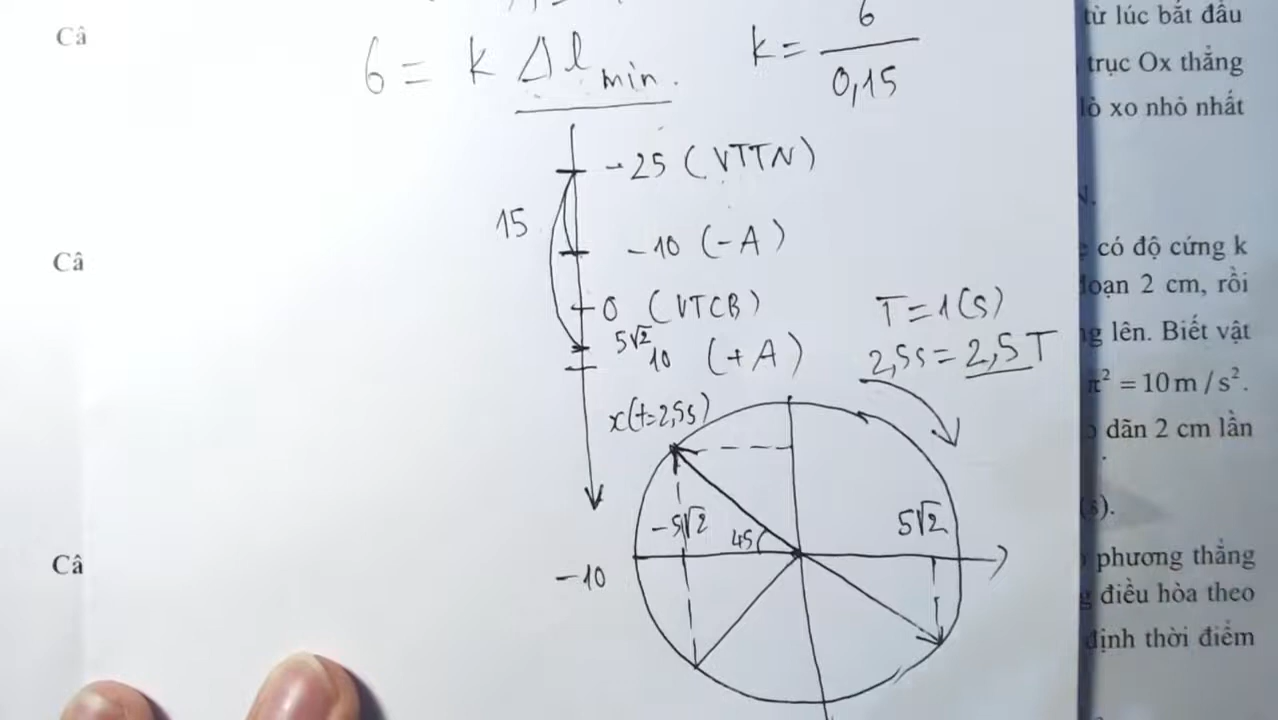 Câ
6 = k Δl min.
k = 6 / 0,15
-25 (VTTN)
15
-10 (-A)
0 (VTCB)
5√2
10 (+A)
T = 1(s)
2,5s = 2,5T
x(t=2,5s)
-5√2
45
5√2
-10
Câ
Câ
từ lúc bắt đầu
trục Ox thẳng
lò xo nhỏ nhất
có độ cứng k
đoạn 2 cm, rồi
lên. Biết vật
π² = 10 m / s².
dãn 2 cm lần
(s).
phương thẳng
điều hòa theo
định thời điểm